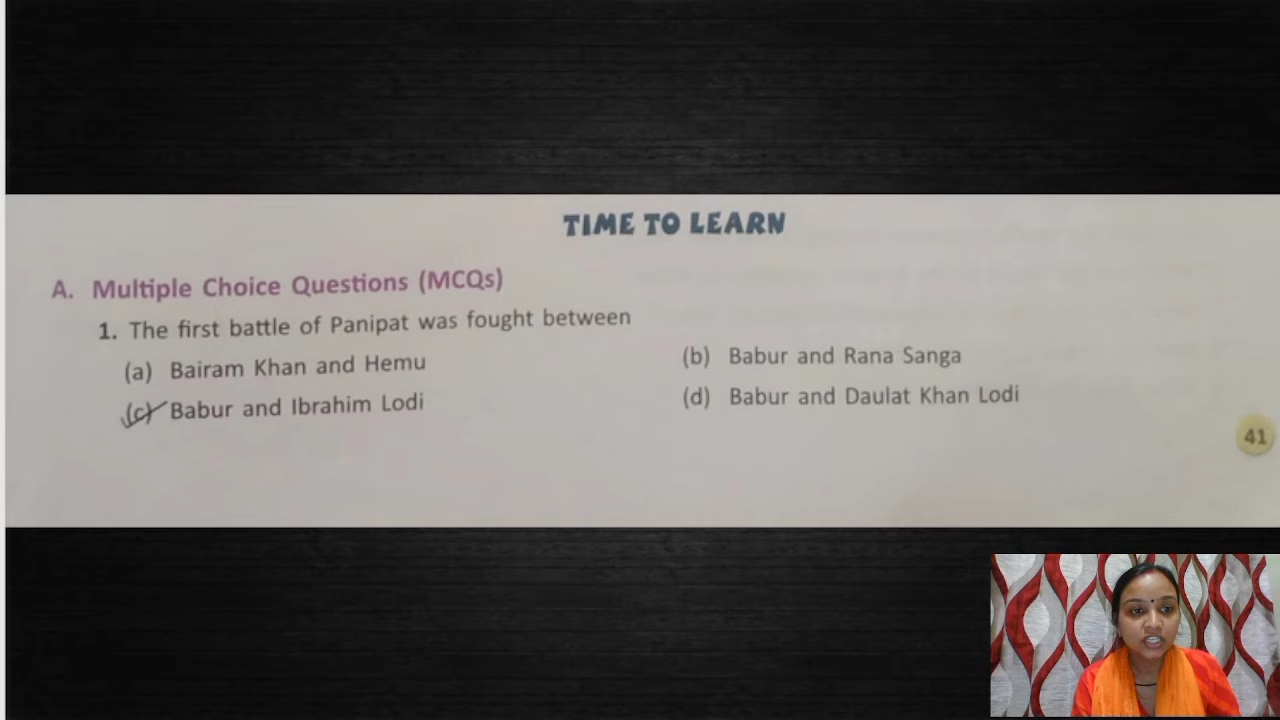 TIME TO LEARN
A. Multiple Choice Questions (MCQs)
1. The first battle of Panipat was fought between
(a) Bairam Khan and Hemu
(b) Babur and Rana Sanga
(c) Babur and Ibrahim Lodi
(d) Babur and Daulat Khan Lodi
41